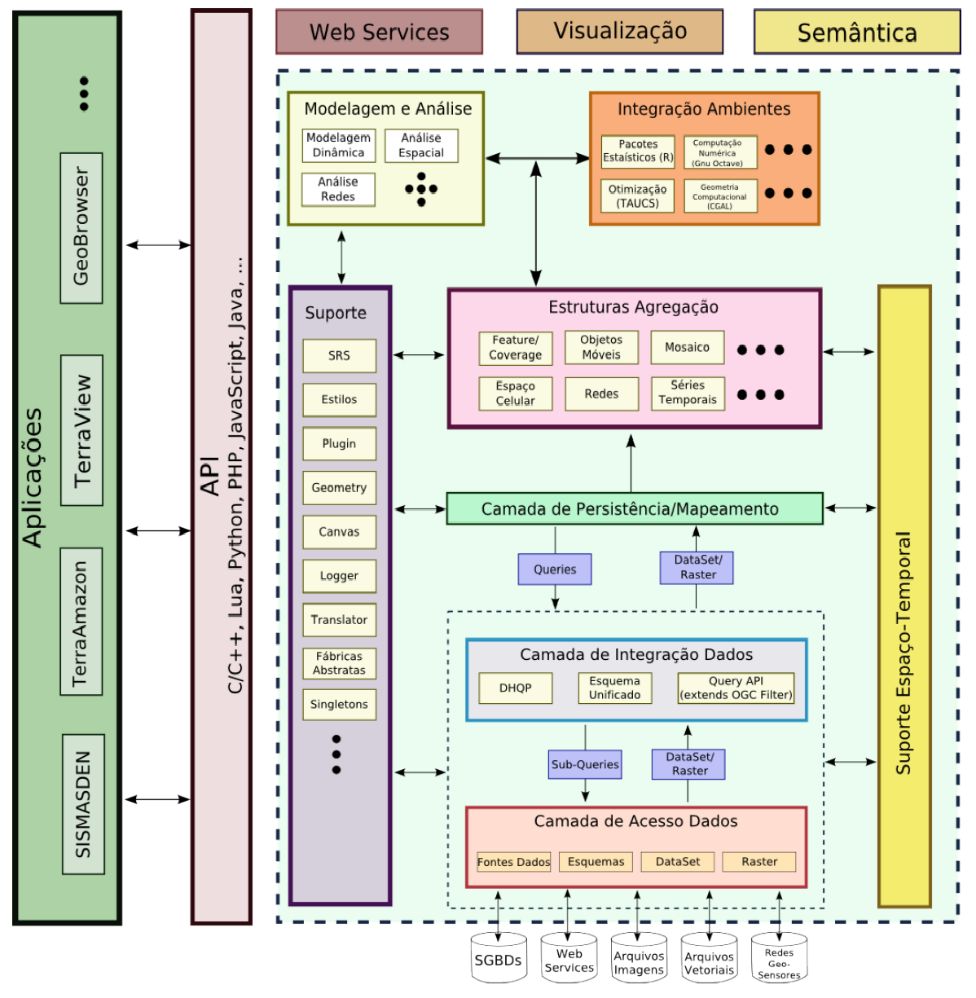 Web Services
Visualização
Semântica
Aplicações
GeoBrowser
TerraView
TerraAmazon
SISMASDEN
API
C/C++, Lua, Python, PHP, JavaScript, Java, ...
Modelagem e Análise
Modelagem
Dinâmica
Análise
Espacial
Análise
Redes
Integração Ambientes
Pacotes
Estaísticos (R)
Computação
Numérica
(Gnu Octave)
Otimização
(TAUCS)
Geometria
Computacional
(CGAL)
Suporte
SRS
Estilos
Plugin
Geometry
Canvas
Logger
Translator
Fábricas
Abstratas
Singletons
Estruturas Agregação
Feature/
Coverage
Objetos
Móveis
Mosaico
Espaço
Celular
Redes
Séries
Temporais
Camada de Persistência/Mapeamento
Queries
DataSet/
Raster
Camada de Integração Dados
DHQP
Esquema
Unificado
Query API
(extends OGC Filter)
Sub-Queries
DataSet/
Raster
Camada de Acesso Dados
Fontes Dados
Esquemas
DataSet
Raster
Suporte Espaço-Temporal
SGBDs
Web
Services
Arquivos
Imagens
Arquivos
Vetoriais
Redes
Geo-
Sensores